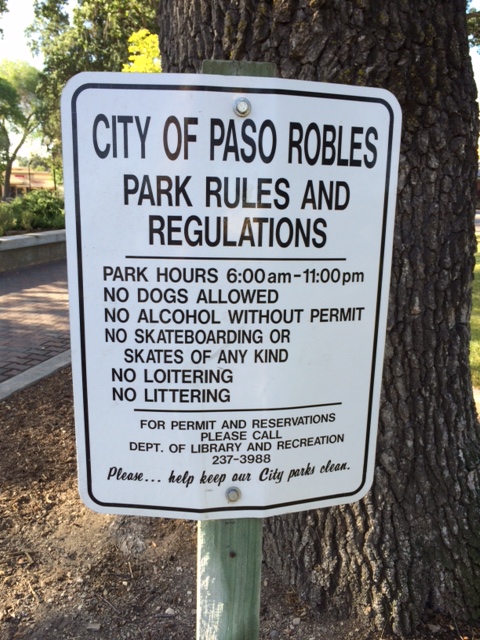 CITY OF PASO ROBLES
PARK RULES AND
REGULATIONS
PARK HOURS 6:00am-11:00pm
NO DOGS ALLOWED
NO ALCOHOL WITHOUT PERMIT
NO SKATEBOARDING OR
SKATES OF ANY KIND
NO LOITERING
NO LITTERING
FOR PERMIT AND RESERVATIONS
PLEASE CALL
DEPT. OF LIBRARY AND RECREATION
237-3988
Please... help keep our City parks clean.